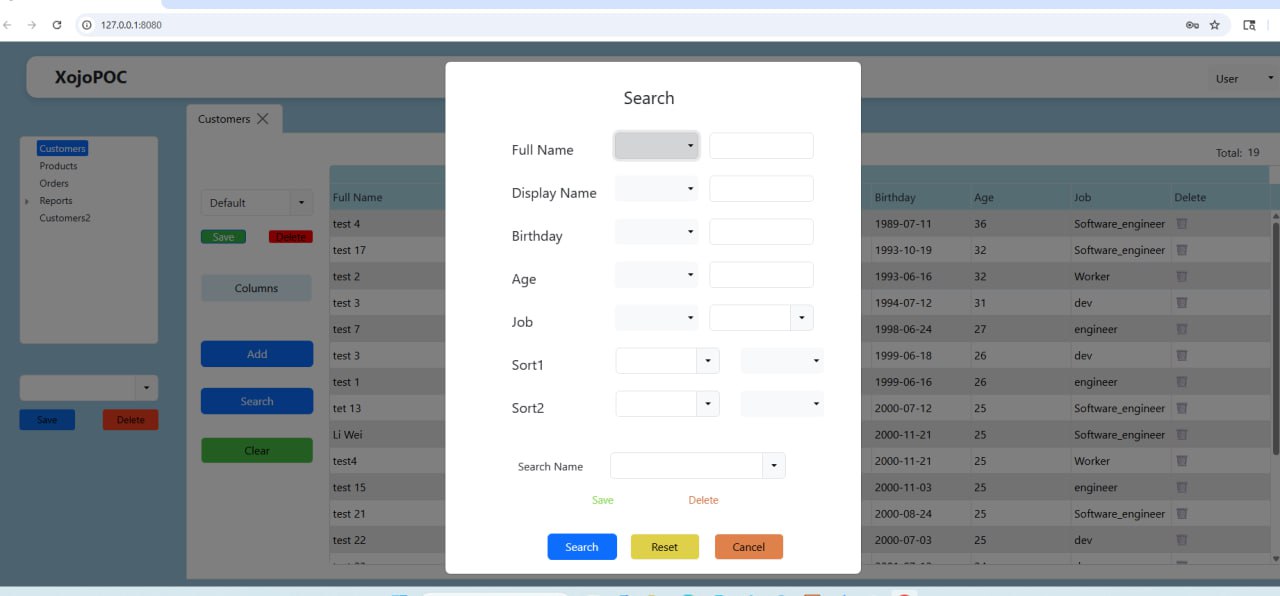 127.0.0.1:8080
XojoPOC
User
Customers
Customers
Products
Orders
Reports
Customers2
Save
Delete
Default
Save
Delete
Columns
Add
Search
Clear
Total: 19
Full Name Birthday Age Job Delete
test 4 1989-07-11 36 Software_engineer
test 17 1993-10-19 32 Software_engineer
test 2 1993-06-16 32 Worker
test 3 1994-07-12 31 dev
test 7 1998-06-24 27 engineer
test 3 1999-06-18 26 dev
test 1 1999-06-16 26 engineer
tet 13 2000-07-12 25 Software_engineer
Li Wei 2000-11-21 25 Software_engineer
test4 2000-11-21 25 Worker
test 15 2000-11-03 25 engineer
test 21 2000-08-24 25 Software_engineer
test 22 2000-07-03 25 dev
Search
Full Name
Display Name
Birthday
Age
Job
Sort1
Sort2
Search Name
Save Delete
Search Reset Cancel